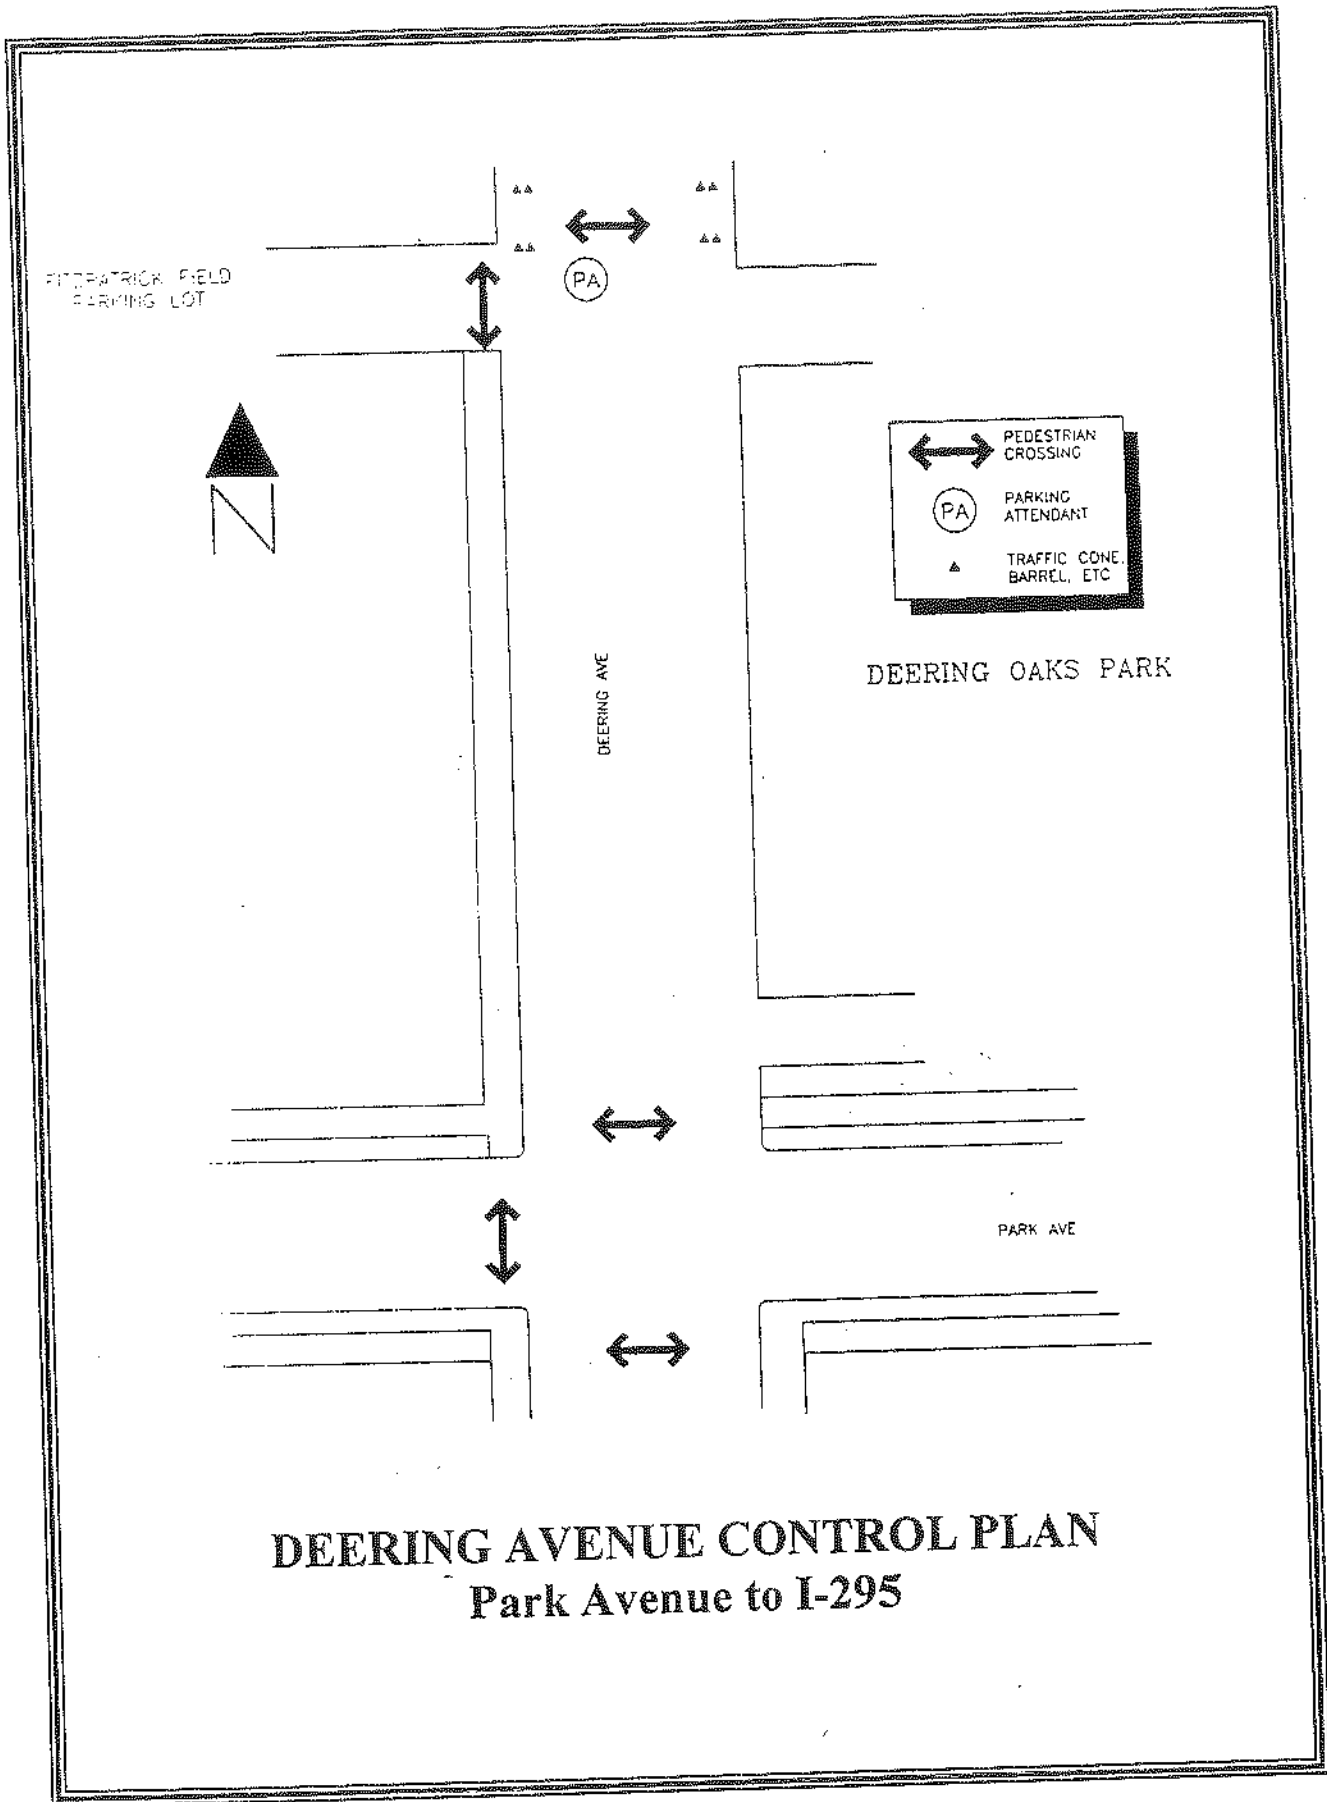 FITZPATRICK FIELD
PARKING LOT
PA
N
PEDESTRIAN
CROSSING
PA
PARKING
ATTENDANT
TRAFFIC CONE,
BARREL, ETC
DEERING OAKS PARK
DEERING AVE
PARK AVE
DEERING AVENUE CONTROL PLAN
Park Avenue to I-295